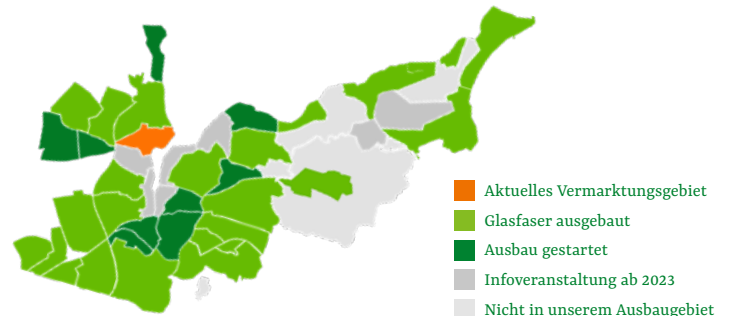 Aktuelles Vermarktungsgebiet
Glasfaser ausgebaut
Ausbau gestartet
Infoveranstaltung ab 2023
Nicht in unserem Ausbaugebiet